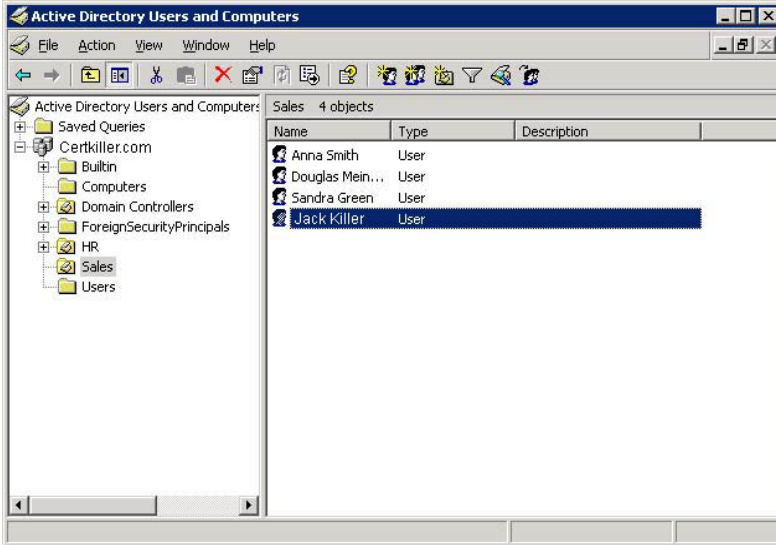 Active Directory Users and Computers
File Action View Window Help
Active Directory Users and Computers
Saved Queries
Certkiller.com
Builtin
Computers
Domain Controllers
ForeignSecurityPrincipals
HR
Sales
Users
Sales 4 objects
Name Type Description
Anna Smith User
Douglas Mein... User
Sandra Green User
Jack Killer User